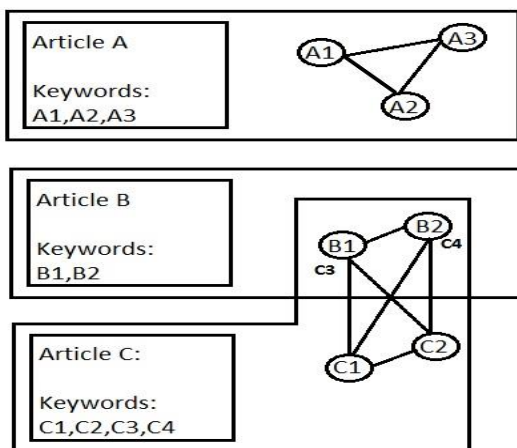 Article A
Keywords:
A1,A2,A3
A1
A3
A2
Article B
Keywords:
B1,B2
B1
B2
C3
C4
Article C:
Keywords:
C1,C2,C3,C4
C1
C2